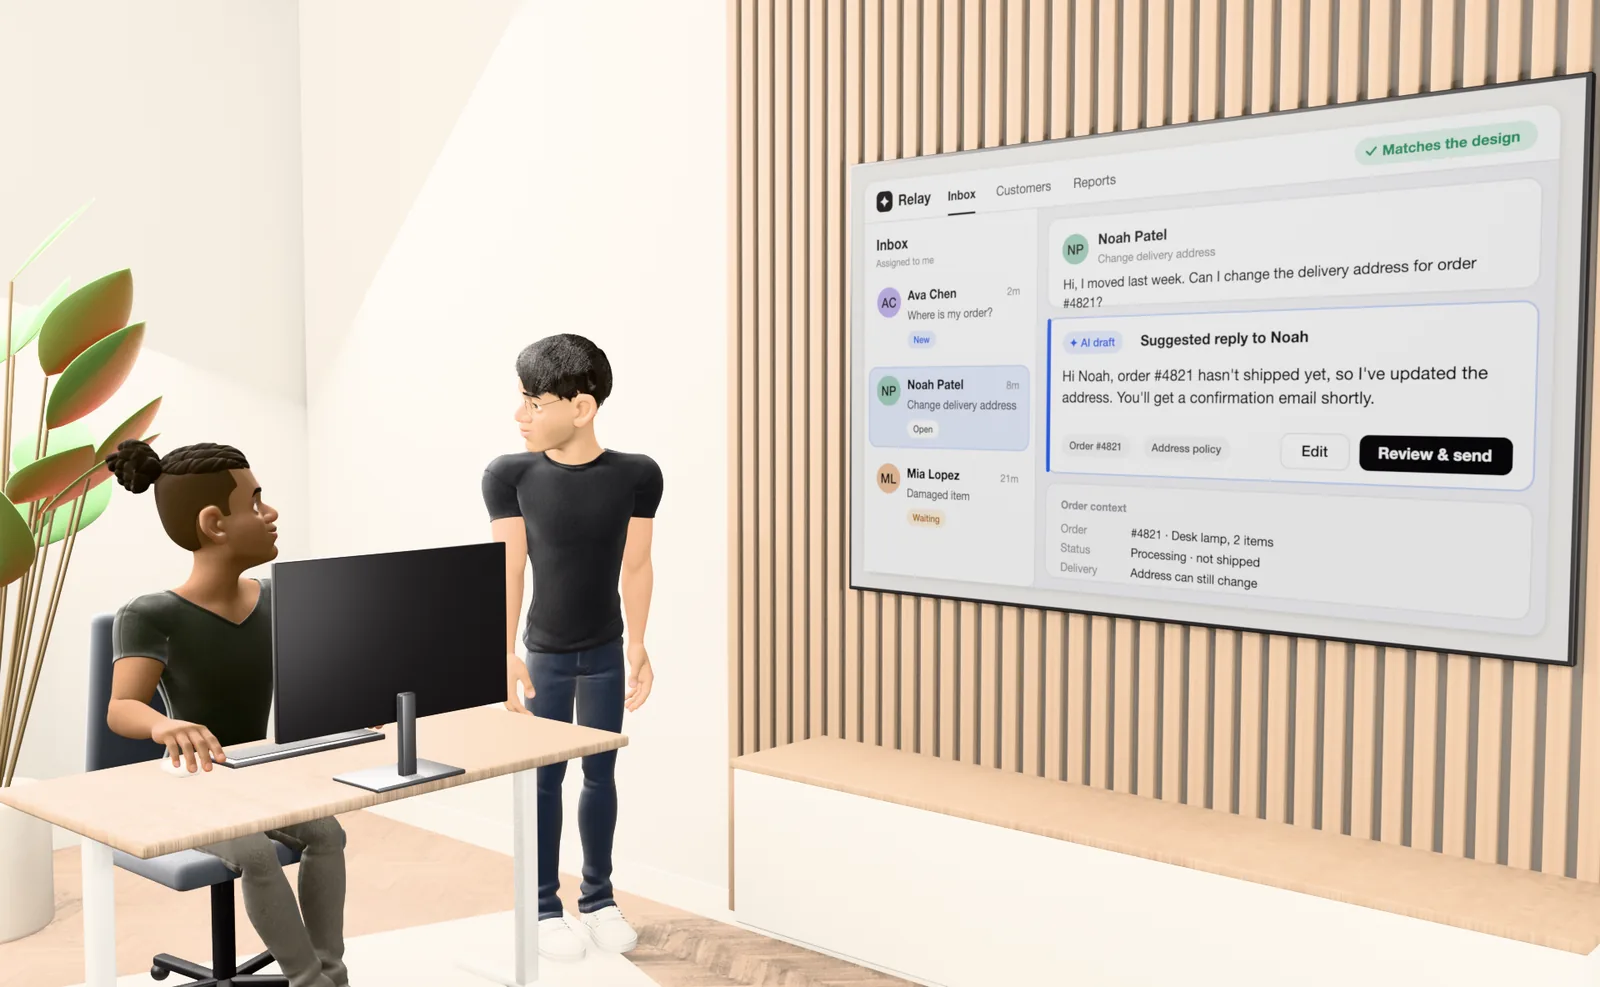 Matches the design
Relay
Inbox
Customers
Reports
Inbox
Assigned to me
AC
Ava Chen
2m
Where is my order?
New
NP
Noah Patel
8m
Change delivery address
Open
ML
Mia Lopez
21m
Damaged item
Waiting
NP
Noah Patel
Change delivery address
Hi, I moved last week. Can I change the delivery address for order
#4821?
AI draft
Suggested reply to Noah
Hi Noah, order #4821 hasn't shipped yet, so I've updated the
address. You'll get a confirmation email shortly.
Order #4821
Address policy
Edit
Review & send
Order context
Order
#4821 · Desk lamp, 2 items
Status
Processing · not shipped
Delivery
Address can still change